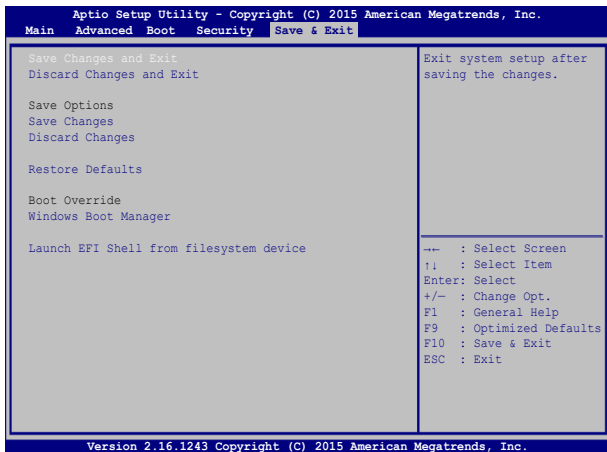 Aptio Setup Utility - Copyright (C) 2015 American Megatrends, Inc.
Main Advanced Boot Security Save & Exit
Save Changes and Exit
Discard Changes and Exit
Save Options
Save Changes
Discard Changes
Restore Defaults
Boot Override
Windows Boot Manager
Launch EFI Shell from filesystem device
Exit system setup after
saving the changes.
→← : Select Screen
↑↓ : Select Item
Enter: Select
+/— : Change Opt.
F1 : General Help
F9 : Optimized Defaults
F10 : Save & Exit
ESC : Exit
Version 2.16.1243 Copyright (C) 2015 American Megatrends, Inc.